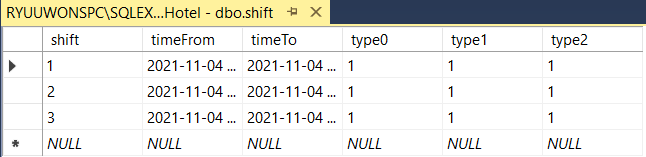 RYUUWONSPC\SQLEX...Hotel - dbo.shift
shift timeFrom timeTo type0 type1 type2
1 2021-11-04 ... 2021-11-04 ... 1 1 1
2 2021-11-04 ... 2021-11-04 ... 1 1 1
3 2021-11-04 ... 2021-11-04 ... 1 1 1
NULL NULL NULL NULL NULL NULL